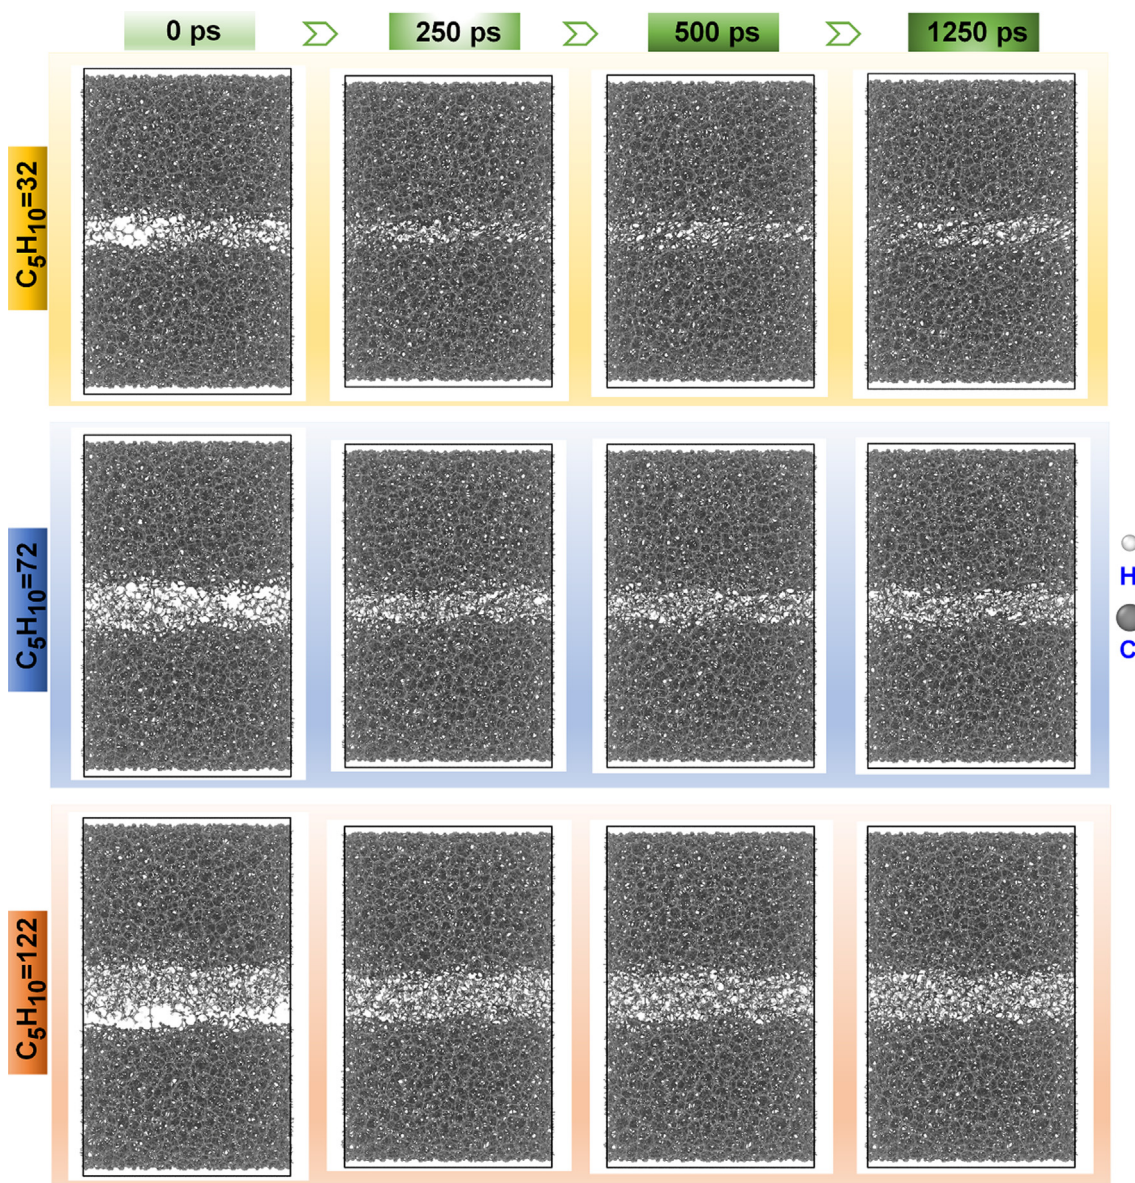 0 ps
250 ps
500 ps
1250 ps
C₅H₁₀=32
C₅H₁₀=72
H
C
C₅H₁₀=122